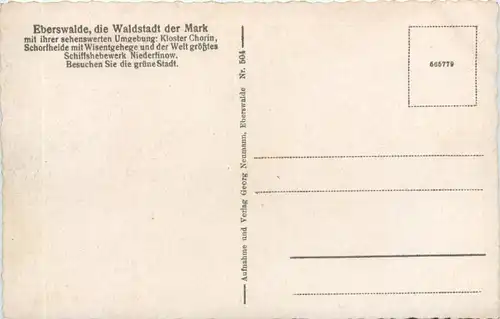 Eberswalde, die Waldstadt der Mark
mit ihrer sehenswerten Umgebung: Kloster Chorin,
Schorfheide mit Wisentgehege und der Welt größtes
Schiffshebewerk Niederfinow.
Besuchen Sie die grüne Stadt.
Aufnahme und Verlag Georg Neumann, Eberswalde Nr. 504
665779